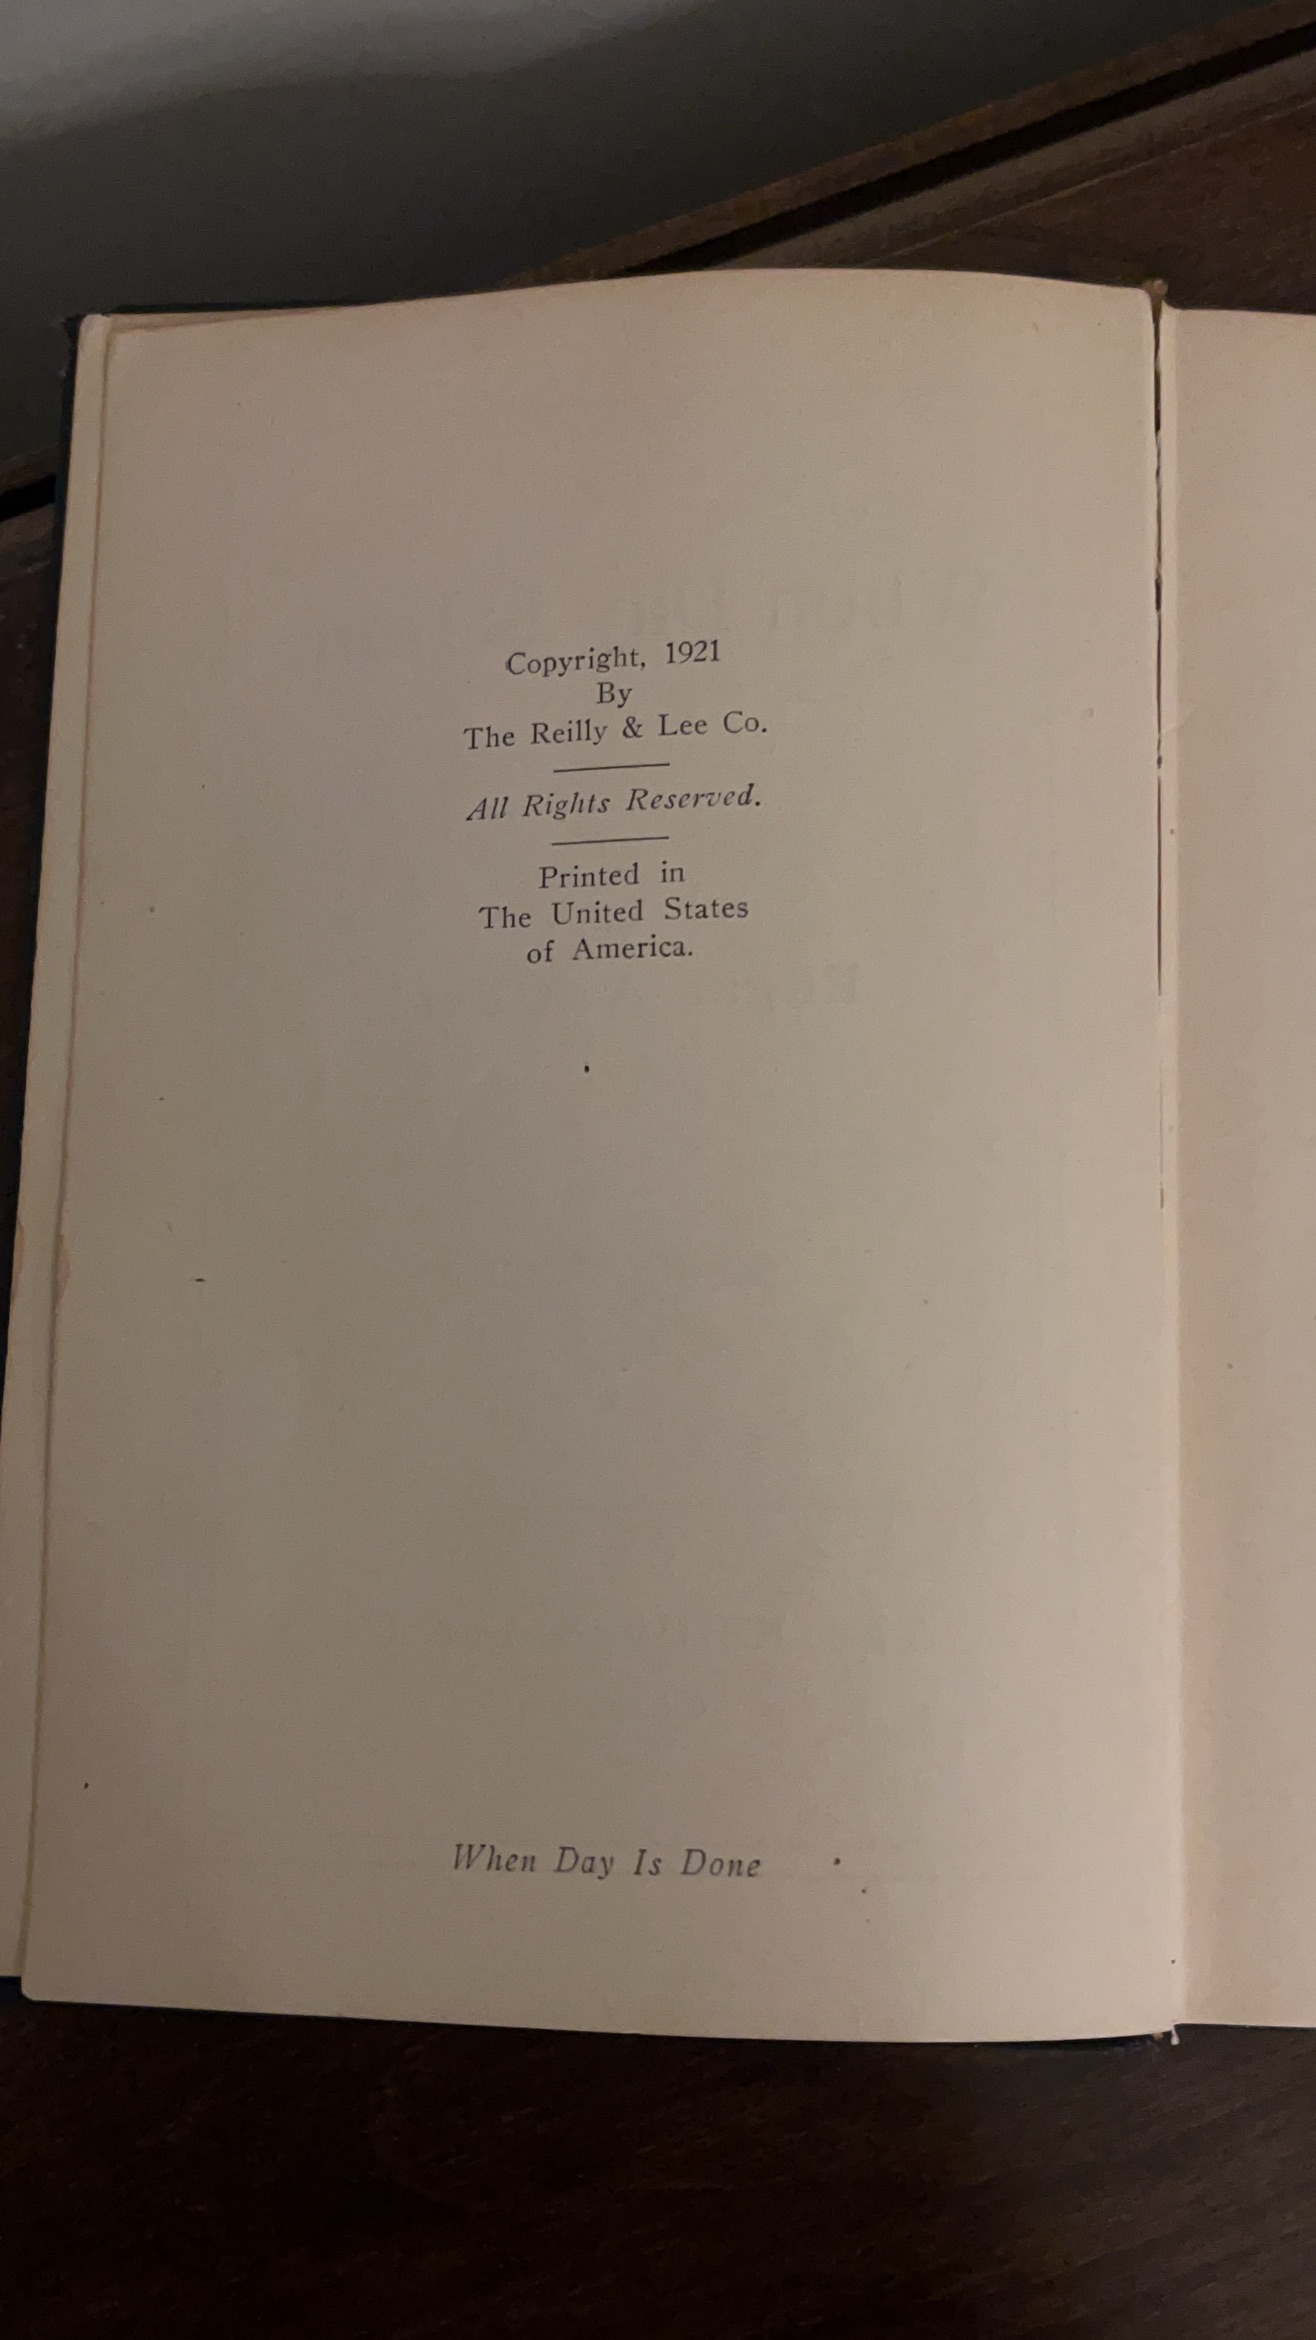 Copyright, 1921
By
The Reilly & Lee Co.
All Rights Reserved.
Printed in
The United States
of America.
When Day Is Done